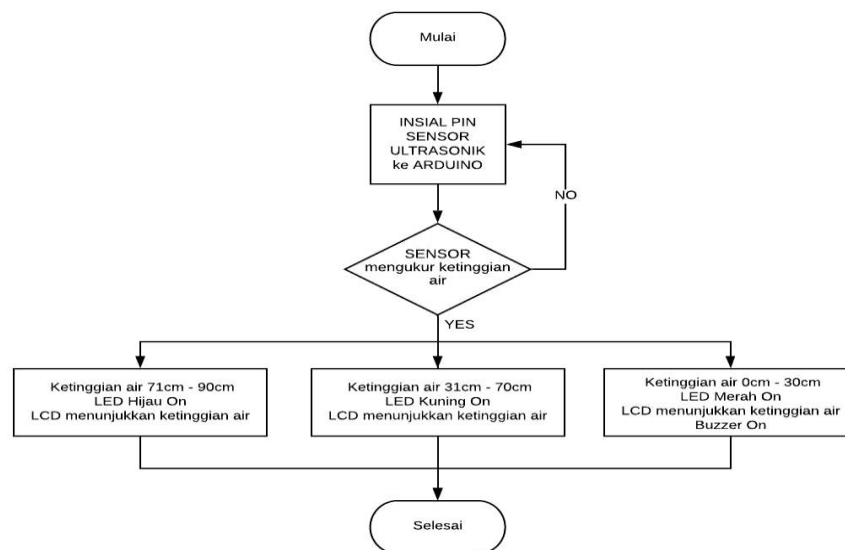 Mulai
INSIAL PIN
SENSOR
ULTRASONIK
ke ARDUINO
NO
SENSOR
mengukur ketinggian
air
YES
Ketinggian air 71cm - 90cm
LED Hijau On
LCD menunjukkan ketinggian air
Ketinggian air 31cm - 70cm
LED Kuning On
LCD menunjukkan ketinggian air
Ketinggian air 0cm - 30cm
LED Merah On
LCD menunjukkan ketinggian air
Buzzer On
Selesai